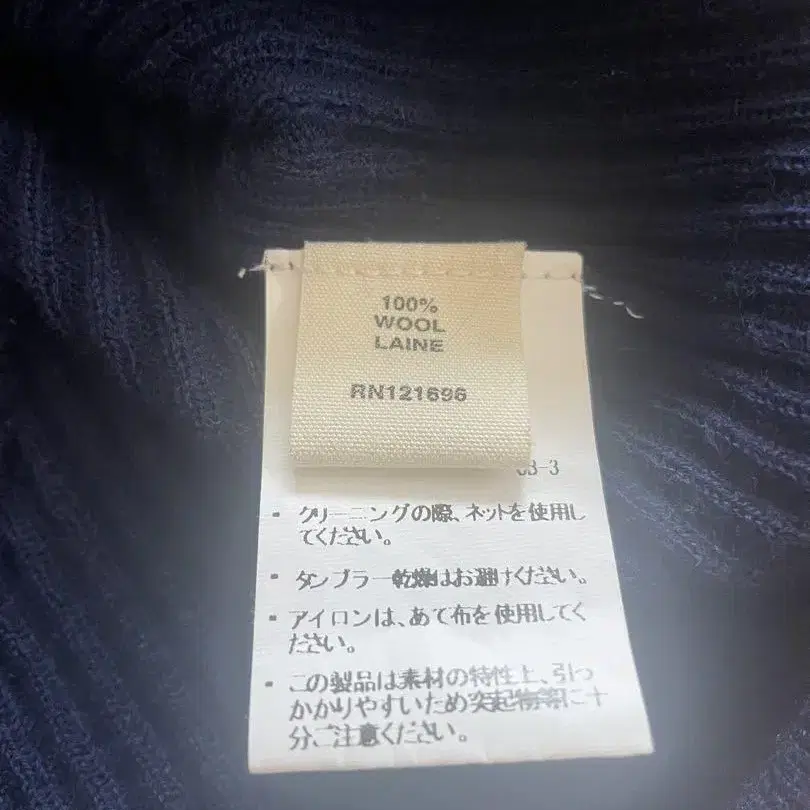 100%
WOOL
LAINE
RN121696
-3
・クリーニングの際、ネットを使用し
てください。
・タンブラー乾燥はお避けください。
・アイロンは、あて布を使用してく
ださい。
・この製品は素材の特性上、引っ
かかりやすいため突起物等に十
分ご注意ください。